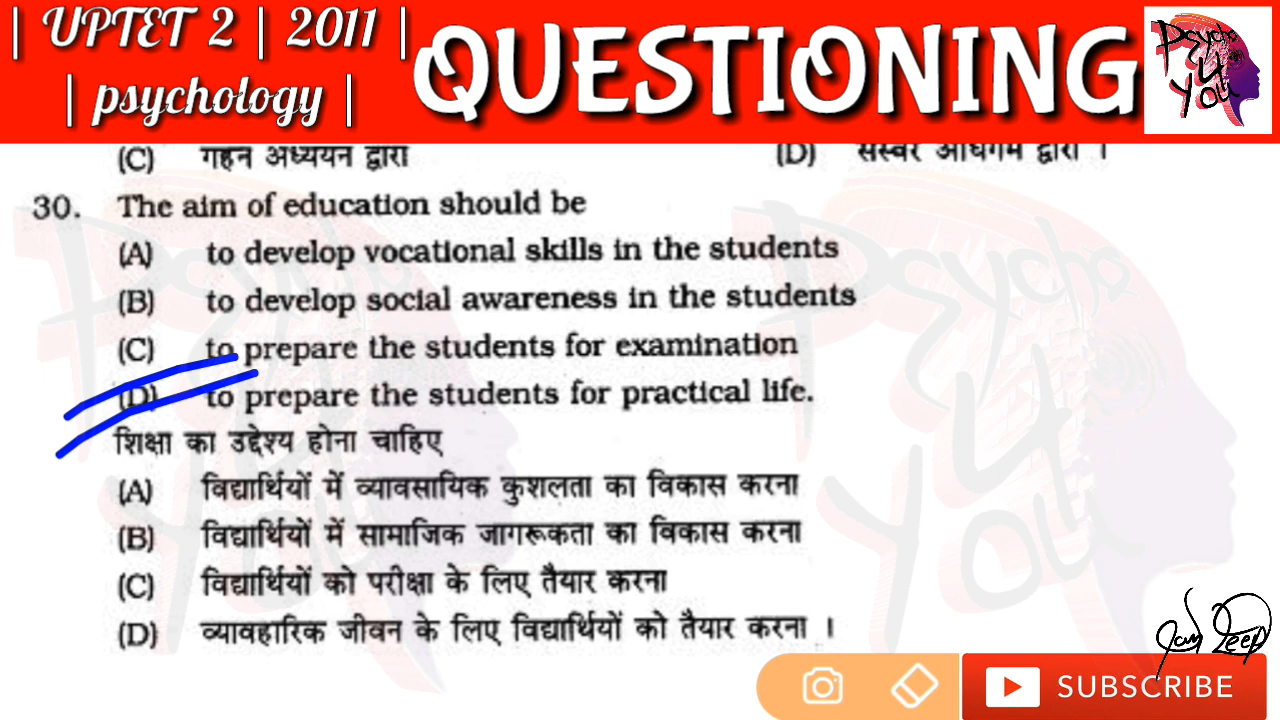 | UPTET 2 | 2011 |
| psychology |
QUESTIONING
Psycho
4
You
(C) गहन अध्ययन द्वारा (D) सस्वर अधिगम द्वारा ।
30. The aim of education should be
(A) to develop vocational skills in the students
(B) to develop social awareness in the students
(C) to prepare the students for examination
(D) to prepare the students for practical life.
शिक्षा का उद्देश्य होना चाहिए
(A) विद्यार्थियों में व्यावसायिक कुशलता का विकास करना
(B) विद्यार्थियों में सामाजिक जागरूकता का विकास करना
(C) विद्यार्थियों को परीक्षा के लिए तैयार करना
(D) व्यावहारिक जीवन के लिए विद्यार्थियों को तैयार करना ।
SUBSCRIBE